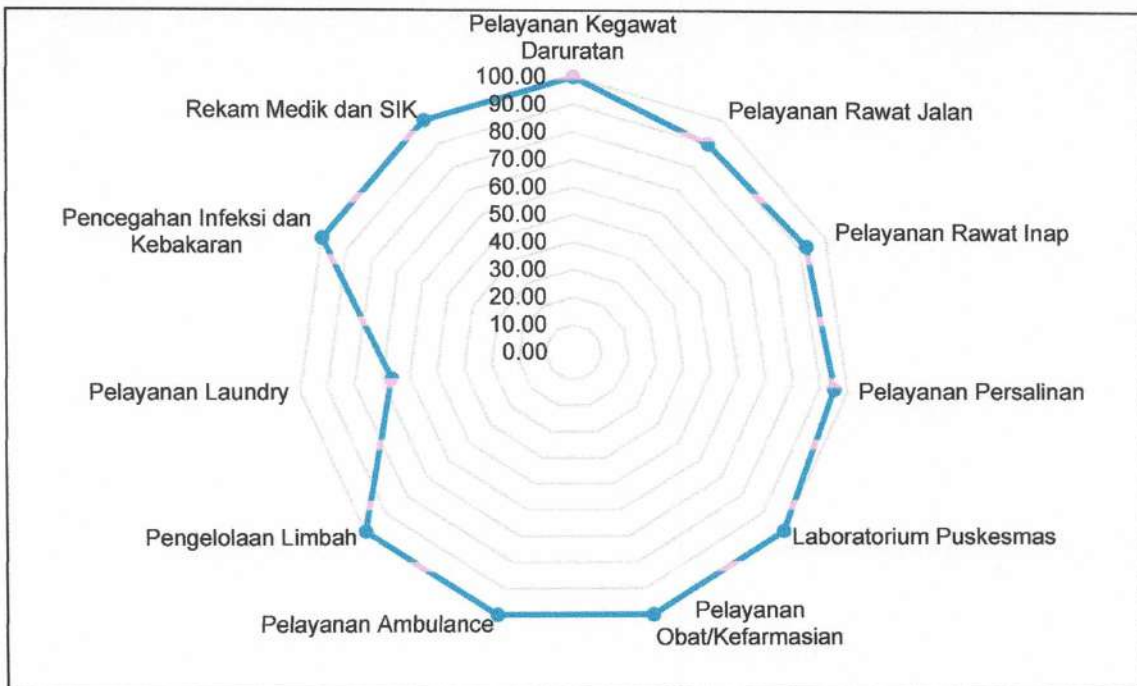 Pelayanan Kegawat
Daruratan
100.00
90.00
80.00
70.00
60.00
50.00
40.00
30.00
20.00
10.00
0.00
Pelayanan Rawat Jalan
Pelayanan Rawat Inap
Pelayanan Persalinan
Laboratorium Puskesmas
Pelayanan
Obat/Kefarmasian
Pelayanan Ambulance
Pengelolaan Limbah
Pelayanan Laundry
Pencegahan Infeksi dan
Kebakaran
Rekam Medik dan SIK